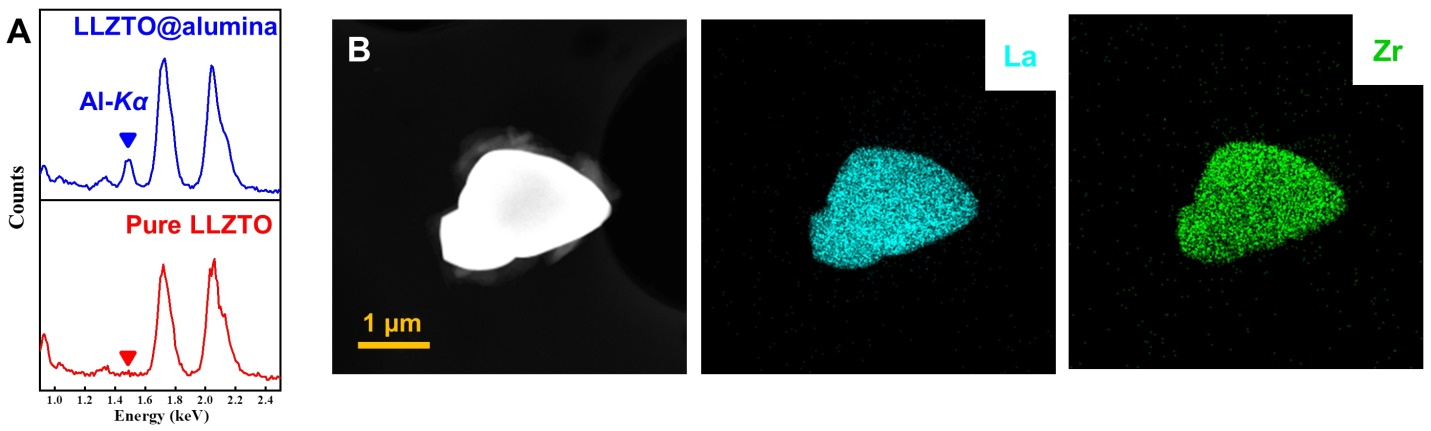 A
LLZTO@alumina
Al-Kα
Pure LLZTO
Counts
1.0 1.2 1.4 1.6 1.8 2.0 2.2 2.4
Energy (keV)
B
1 μm
La
Zr